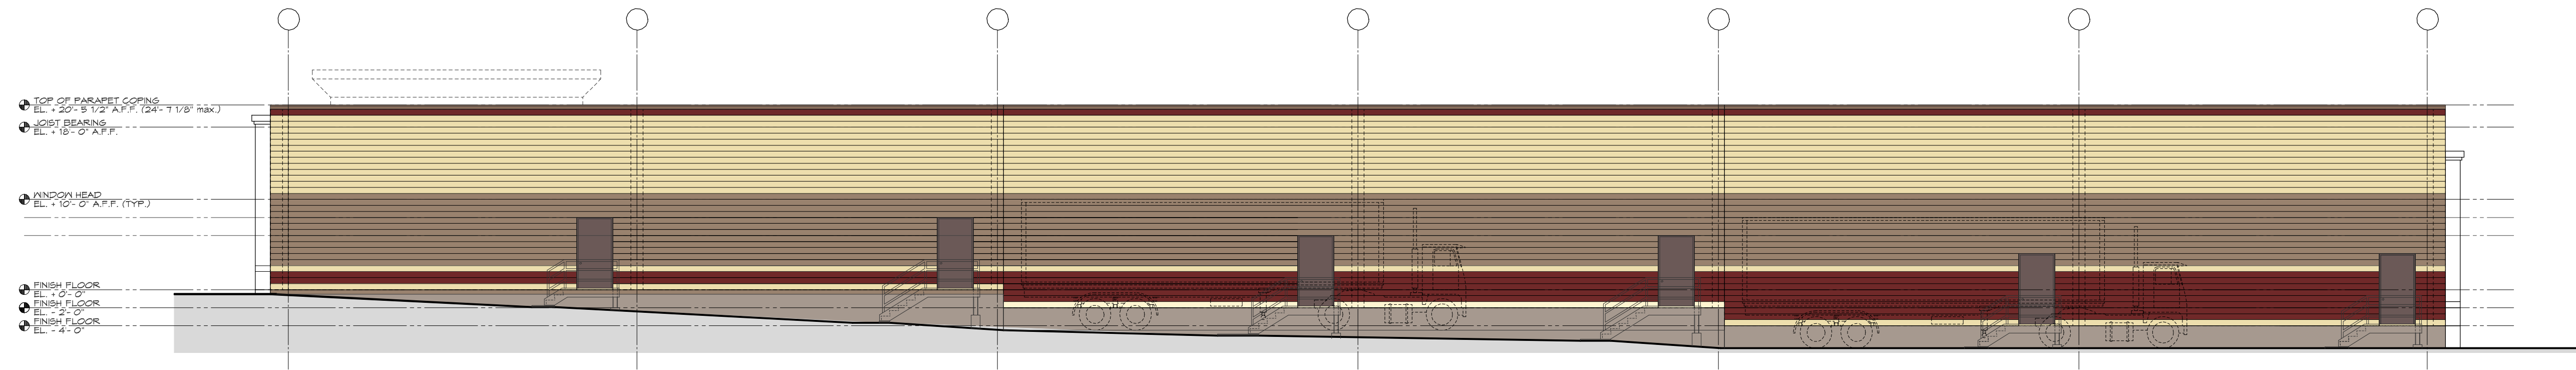 TOP OF PARAPET COPING
EL. + 20'- 5 1/2" A.F.F. (24'- 7 1/8" max.)
JOIST BEARING
EL. + 18'- 0" A.F.F.
WINDOW HEAD
EL. + 10'- 0" A.F.F. (TYP.)
FINISH FLOOR
EL. + 0'- 0"
FINISH FLOOR
EL. - 2'- 0"
FINISH FLOOR
EL. - 4'- 0"